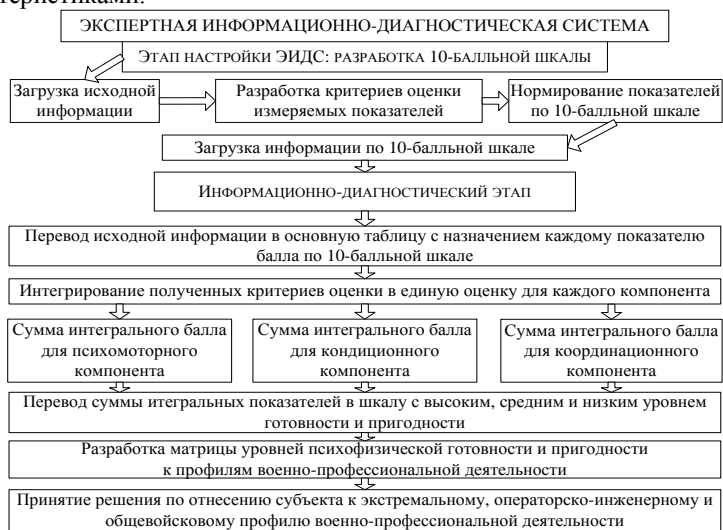 теристиками.
ЭКСПЕРТНАЯ ИНФОРМАЦИОННО-ДИАГНОСТИЧЕСКАЯ СИСТЕМА
ЭТАП НАСТРОЙКИ ЭИДС: РАЗРАБОТКА 10-БАЛЛЬНОЙ ШКАЛЫ
Загрузка исходной
информации
Разработка критериев оценки
измеряемых показателей
Нормирование показателей
по 10-балльной шкале
Загрузка информации по 10-балльной шкале
ИНФОРМАЦИОННО-ДИАГНОСТИЧЕСКИЙ ЭТАП
Перевод исходной информации в основную таблицу с назначением каждому показателю
балла по 10-балльной шкале
Интегрирование полученных критериев оценки в единую оценку для каждого компонента
Сумма интегрального балла
для психомоторного
компонента
Сумма интегрального балла
для кондиционного
компонента
Сумма интегрального балла
для координационного
компонента
Перевод суммы итегральных показателей в шкалу с высоким, средним и низким уровнем
готовности и пригодности
Разработка матрицы уровней психофизической готовности и пригодности
к профилям военно-профессиональной деятельности
Принятие решения по отнесению субъекта к экстремальному, операторско-инженерному и
общевойсковому профилю военно-профессиональной деятельности